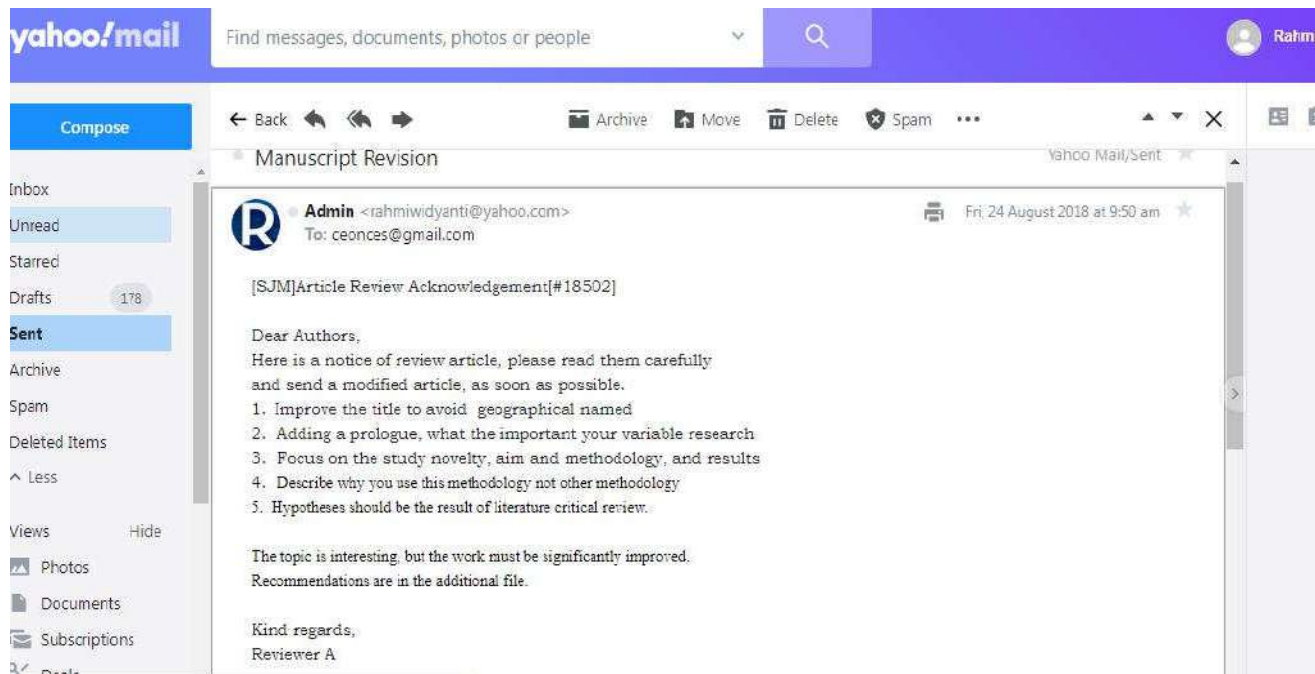 yahoo!mail
Find messages, documents, photos or people
Rahm
Compose
Back
Archive
Move
Delete
Spam
Manuscript Revision
Yahoo Mail/Sent
Inbox
Unread
Starred
Drafts 178
Sent
Archive
Spam
Deleted Items
Less
Views Hide
Photos
Documents
Subscriptions
Deals
R
Admin <rahmiwidyanti@yahoo.com>
Fri, 24 August 2018 at 9:50 am
To: ceonces@gmail.com
[SJM]Article Review Acknowledgement[#18502]
Dear Authors,
Here is a notice of review article, please read them carefully
and send a modified article, as soon as possible.
1. Improve the title to avoid geographical named
2. Adding a prologue, what the important your variable research
3. Focus on the study novelty, aim and methodology, and results
4. Describe why you use this methodology not other methodology
5. Hypotheses should be the result of literature critical review.
The topic is interesting, but the work must be significantly improved.
Recommendations are in the additional file.
Kind regards,
Reviewer A